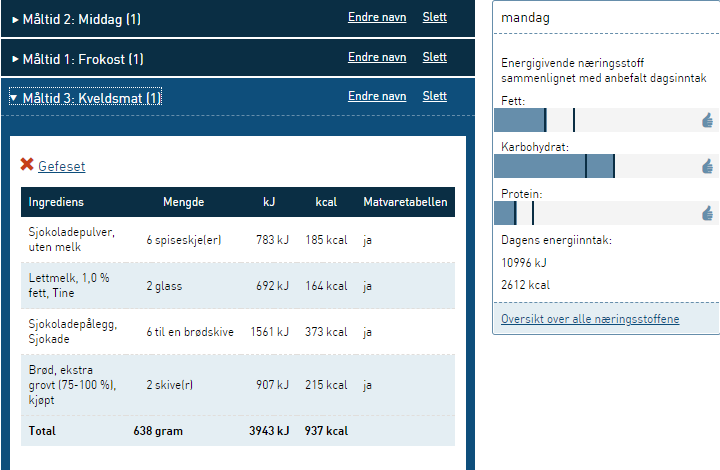 Måltid 2: Middag (1) Endre navn Slett
Måltid 1: Frokost (1) Endre navn Slett
Måltid 3: Kveldsmat (1) Endre navn Slett
Gefeset
Ingrediens Mengde kJ kcal Matvaretabellen
Sjokoladepulver,
uten melk
6 spiseskje(er) 783 kJ 185 kcal ja
Lettmelk, 1,0 %
fett, Tine
2 glass 692 kJ 164 kcal ja
Sjokoladepålegg,
Sjokade
6 til en brødskive 1561 kJ 373 kcal ja
Brød, ekstra
grovt (75-100 %),
kjøpt
2 skive(r) 907 kJ 215 kcal ja
Total 638 gram 3943 kJ 937 kcal
mandag
Energigivende næringsstoff
sammenlignet med anbefalt dagsinntak
Fett:
Karbohydrat:
Protein:
Dagens energiinntak:
10996 kJ
2612 kcal
Oversikt over alle næringsstoffene